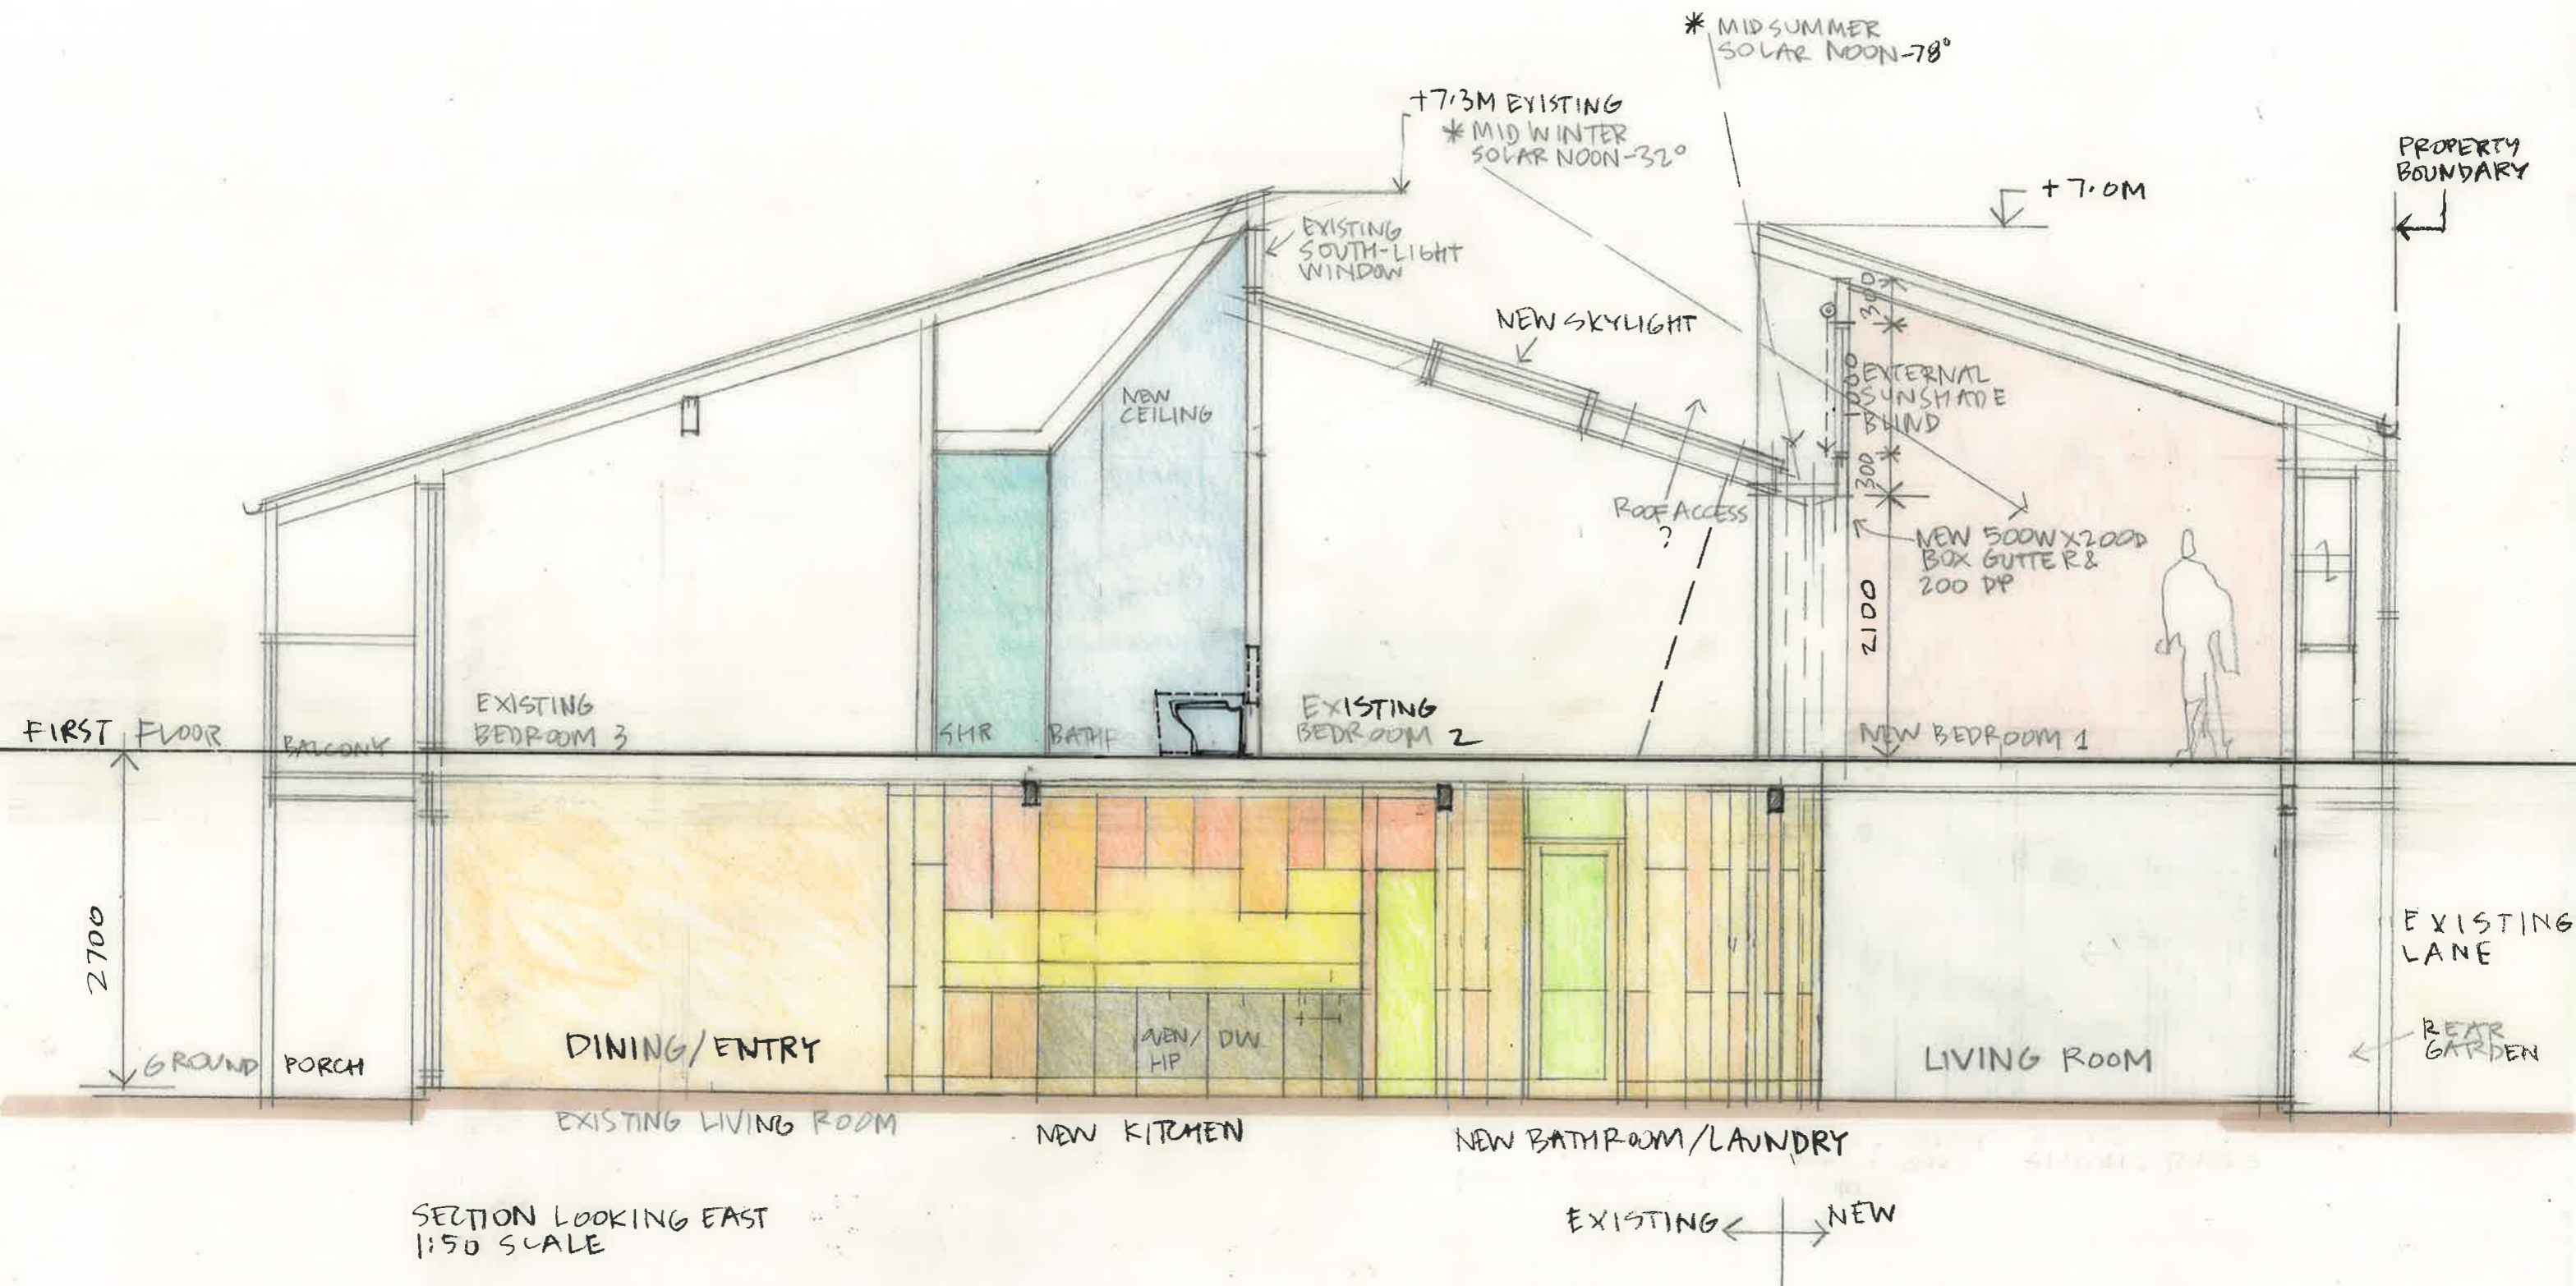 * MIDSUMMER
SOLAR NOON-78°
+7.3M EXISTING
* MIDWINTER
SOLAR NOON-32°
PROPERTY
BOUNDARY
+7.0M
EXISTING
SOUTH-LIGHT
WINDOW
NEW SKYLIGHT
300
1000
EXTERNAL
SUNSHADE
BLIND
NEW
CEILING
300
ROOF ACCESS
?
NEW 500W X 200D
BOX GUTTER &
200 DP
2100
EXISTING
BEDROOM 3
SHR
BATHR
EXISTING
BEDROOM 2
NEW BEDROOM 1
FIRST FLOOR
BALCONY
2700
EXISTING
LANE
GROUND
PORCH
DINING/ENTRY
OVEN/
HP
DW
LIVING ROOM
REAR
GARDEN
EXISTING LIVING ROOM
NEW KITCHEN
NEW BATHROOM/LAUNDRY
SECTION LOOKING EAST
1:50 SCALE
EXISTING
NEW